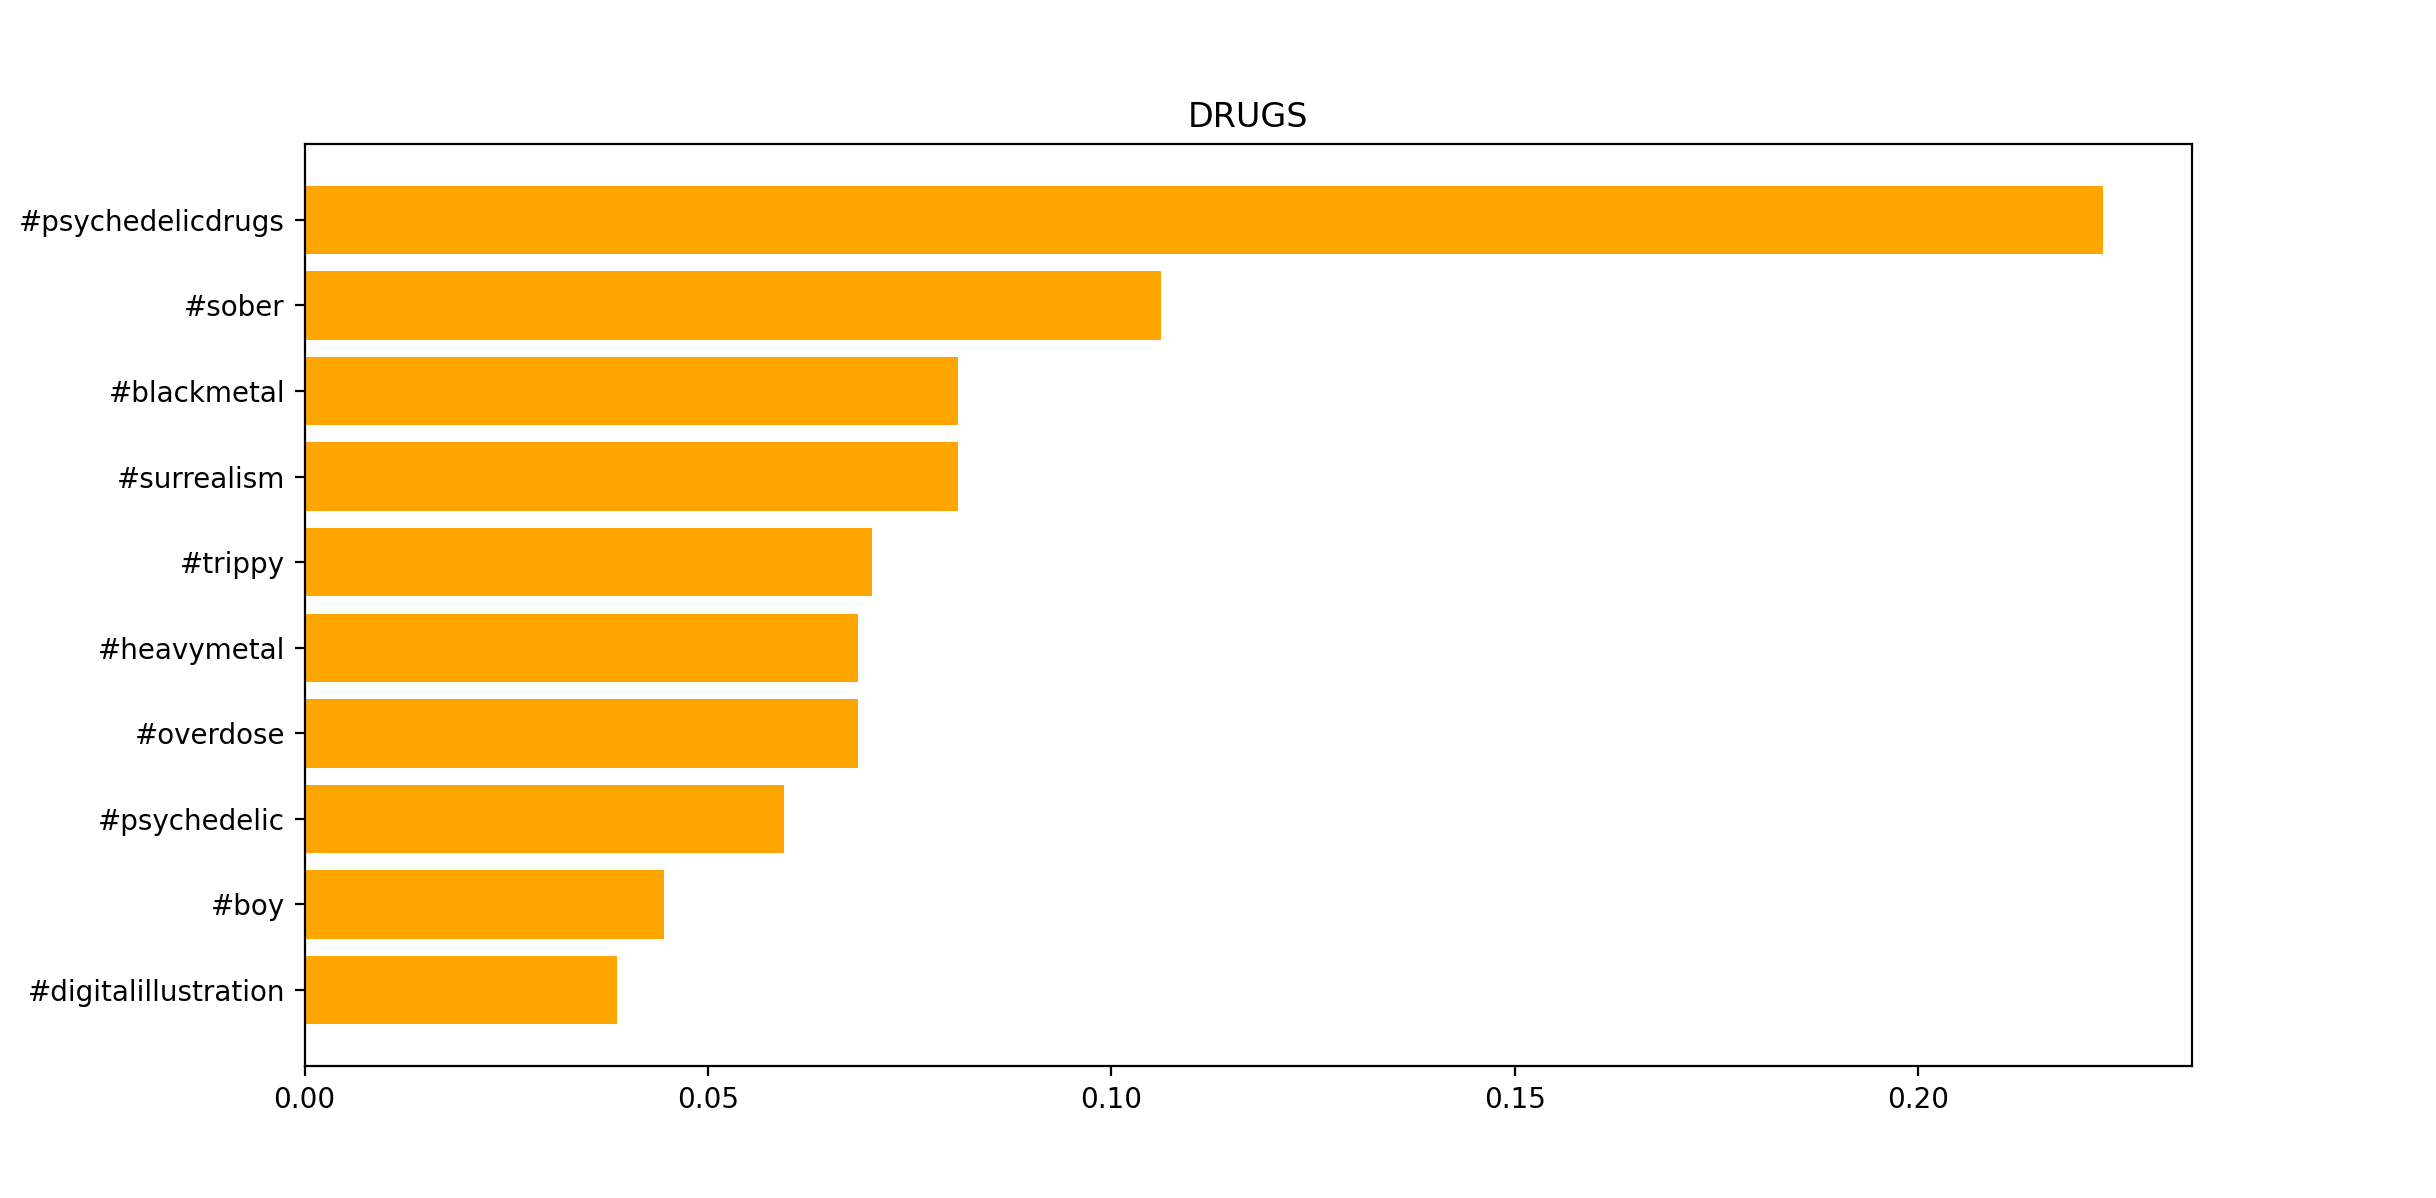 DRUGS
#psychedelicdrugs
#sober
#blackmetal
#surrealism
#trippy
#heavymetal
#overdose
#psychedelic
#boy
#digitalillustration
0.00 0.05 0.10 0.15 0.20